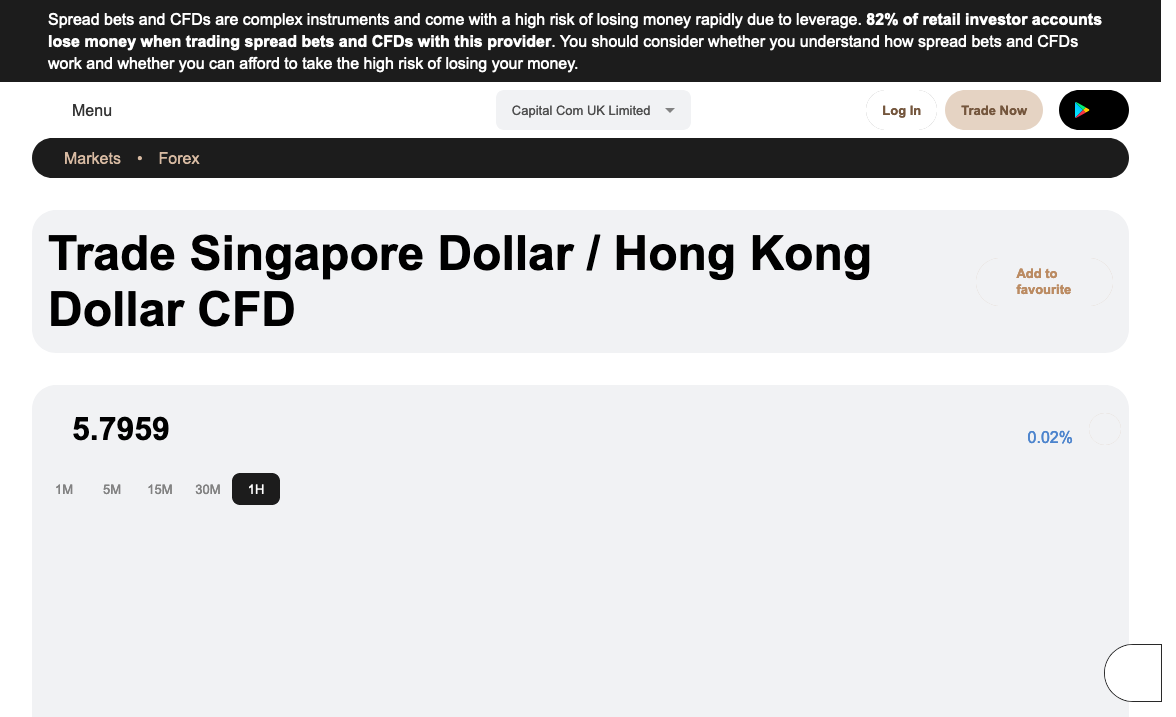 Spread bets and CFDs are complex instruments and come with a high risk of losing money rapidly due to leverage. 82% of retail investor accounts
lose money when trading spread bets and CFDs with this provider. You should consider whether you understand how spread bets and CFDs
work and whether you can afford to take the high risk of losing your money.
Menu
Capital Com UK Limited
Log In
Trade Now
Markets • Forex
Trade Singapore Dollar / Hong Kong
Dollar CFD
Add to
favourite
5.7959
0.02%
1M 5M 15M 30M 1H